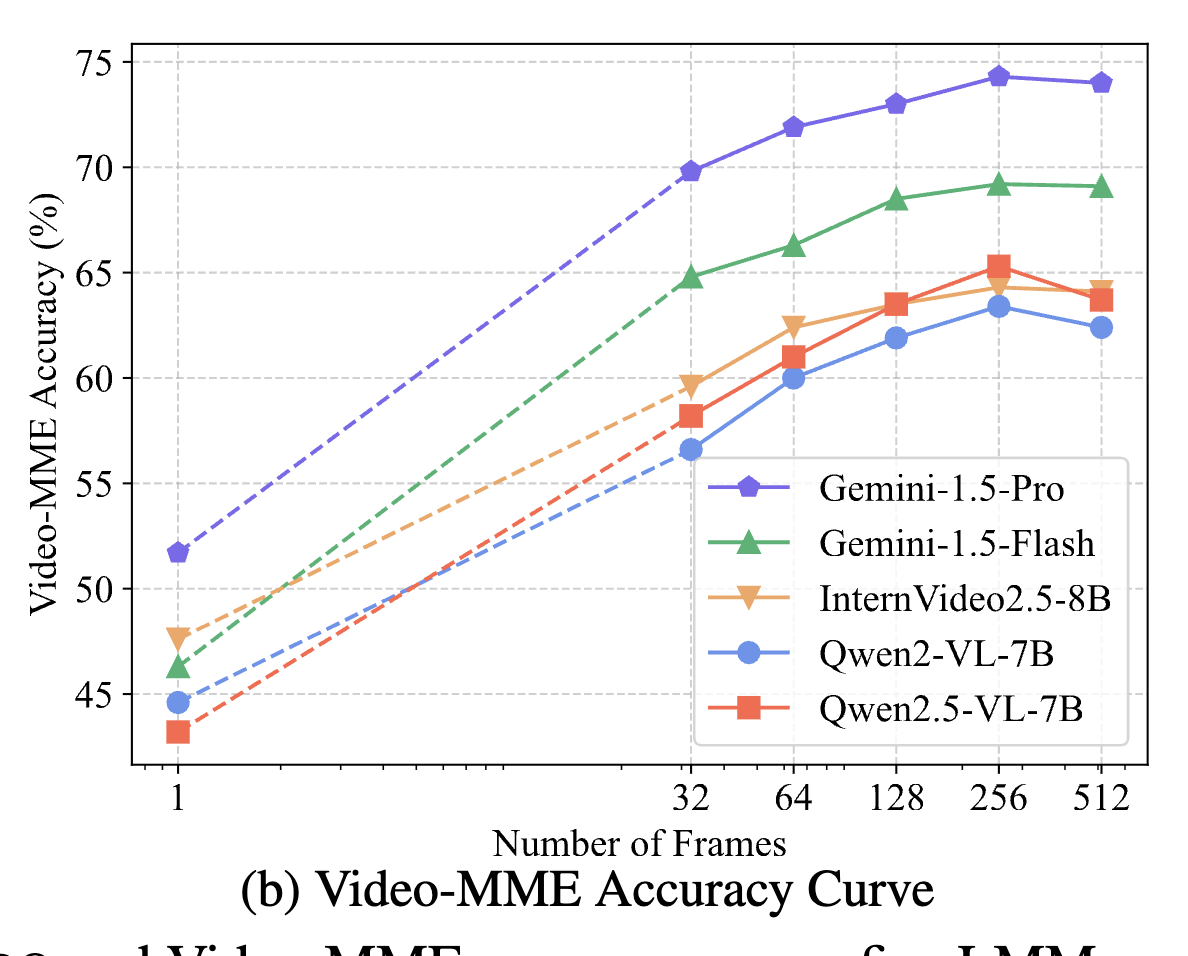 75
70
65
60
55
50
45
Video-MME Accuracy (%)
Gemini-1.5-Pro
Gemini-1.5-Flash
InternVideo2.5-8B
Qwen2-VL-7B
Qwen2.5-VL-7B
1 32 64 128 256 512
Number of Frames
(b) Video-MME Accuracy Curve